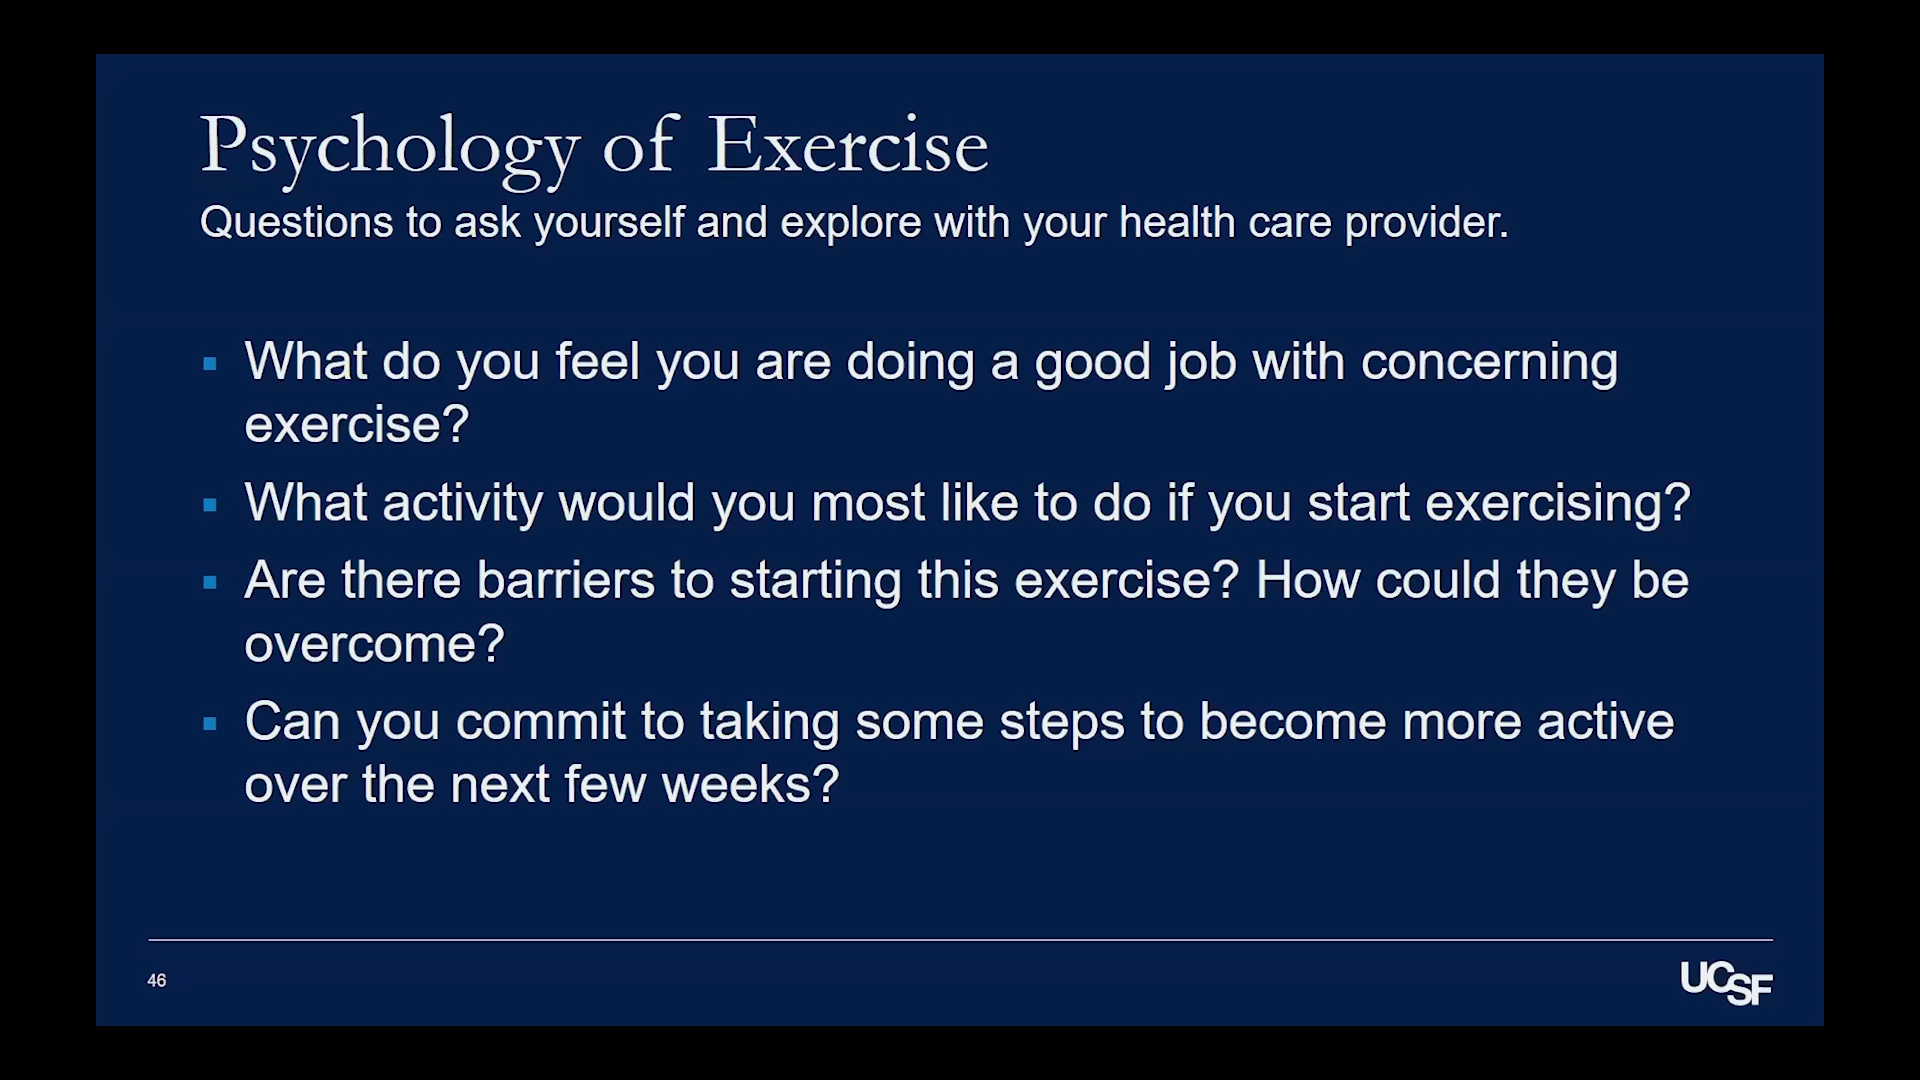 Psychology of Exercise
Questions to ask yourself and explore with your health care provider.
What do you feel you are doing a good job with concerning
exercise?
What activity would you most like to do if you start exercising?
Are there barriers to starting this exercise? How could they be
overcome?
Can you commit to taking some steps to become more active
over the next few weeks?
46
UCSF